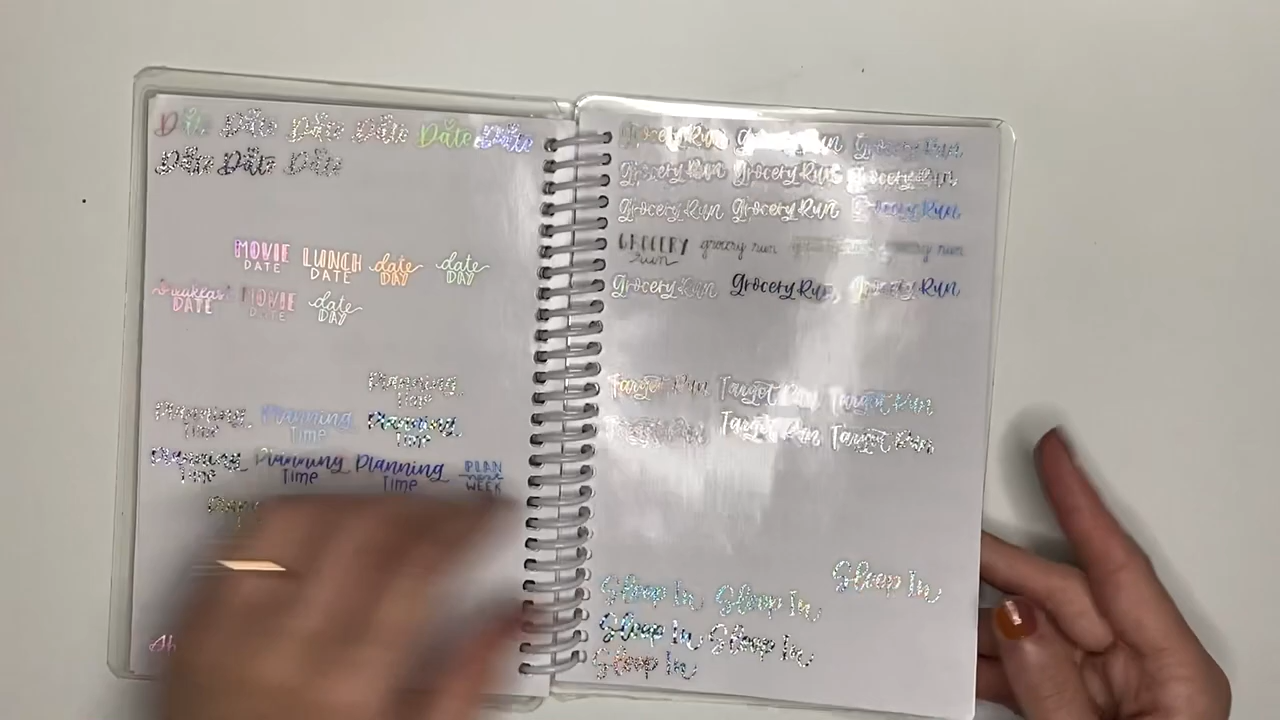 Date Date Date Date Date Date
Date Date Date
MOVIE DATE LUNCH DATE date DAY date DAY
breakfast DATE MOVIE DATE date DAY
Planning Time
Planning Time Planning Time Planning Time
Planning Time Planning Time Planning Time PLAN next WEEK
Grocery Run Grocery Run Grocery Run
Grocery Run Grocery Run Grocery Run
Grocery Run Grocery Run Grocery Run
GROCERY run grocery run grocery run
Grocery Run Grocery Run Grocery Run
Target Run Target Run Target Run
Target Run Target Run Target Run
Sleep In Sleep In Sleep In
Sleep In Sleep In
Sleep In